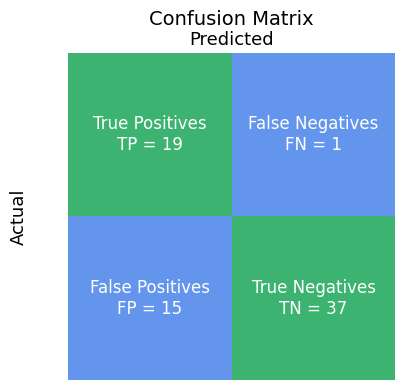 Confusion Matrix
Predicted
Actual
True Positives
TP = 19
False Negatives
FN = 1
False Positives
FP = 15
True Negatives
TN = 37